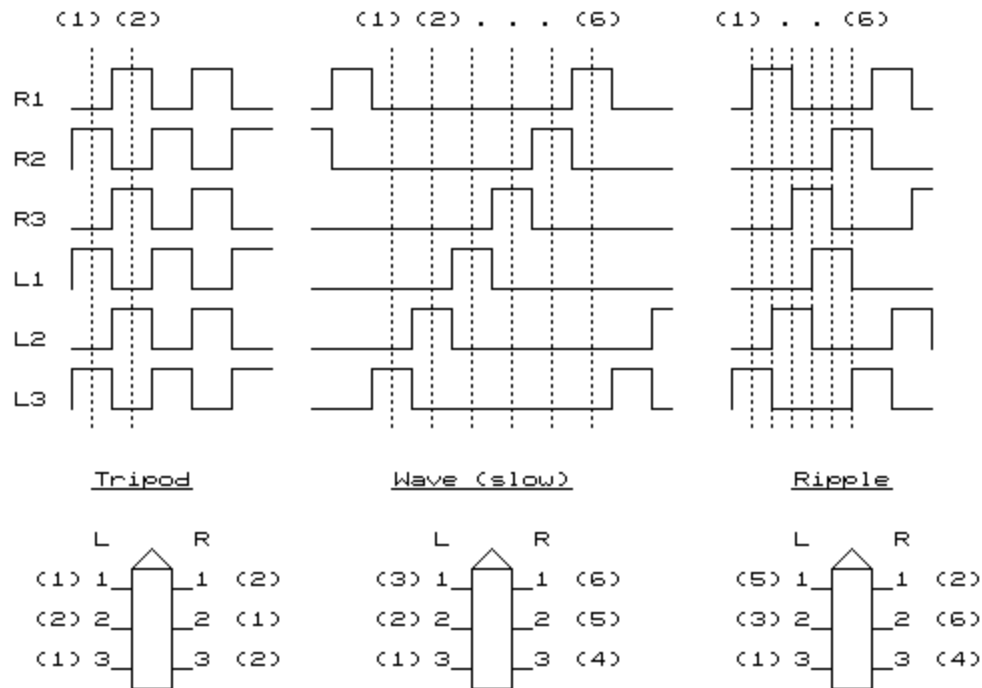 (1) (2) (1) (2) . . . (6) (1) . . (6)
R1
R2
R3
L1
L2
L3
Tripod Wave (slow) Ripple
L R L R L R
(1) 1 1 (2) (3) 1 1 (6) (5) 1 1 (2)
(2) 2 2 (1) (2) 2 2 (5) (3) 2 2 (6)
(1) 3 3 (2) (1) 3 3 (4) (1) 3 3 (4)